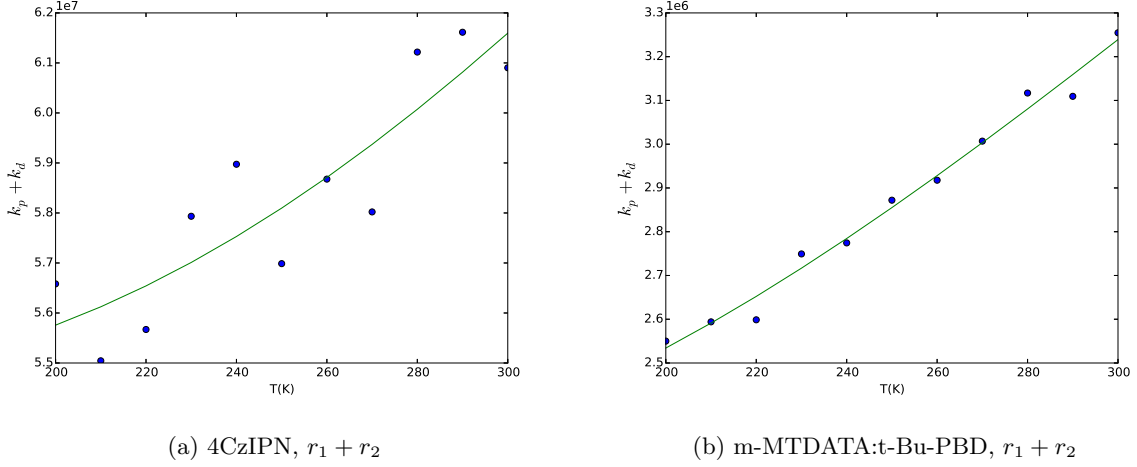 1e7
6.2
6.1
6.0
5.9
5.8
5.7
5.6
5.5
k_p + k_d
200 220 240 260 280 300
T(K)
(a) 4CzIPN, r_1 + r_2
1e6
3.3
3.2
3.1
3.0
2.9
2.8
2.7
2.6
2.5
k_p + k_d
200 220 240 260 280 300
T(K)
(b) m-MTDATA:t-Bu-PBD, r_1 + r_2